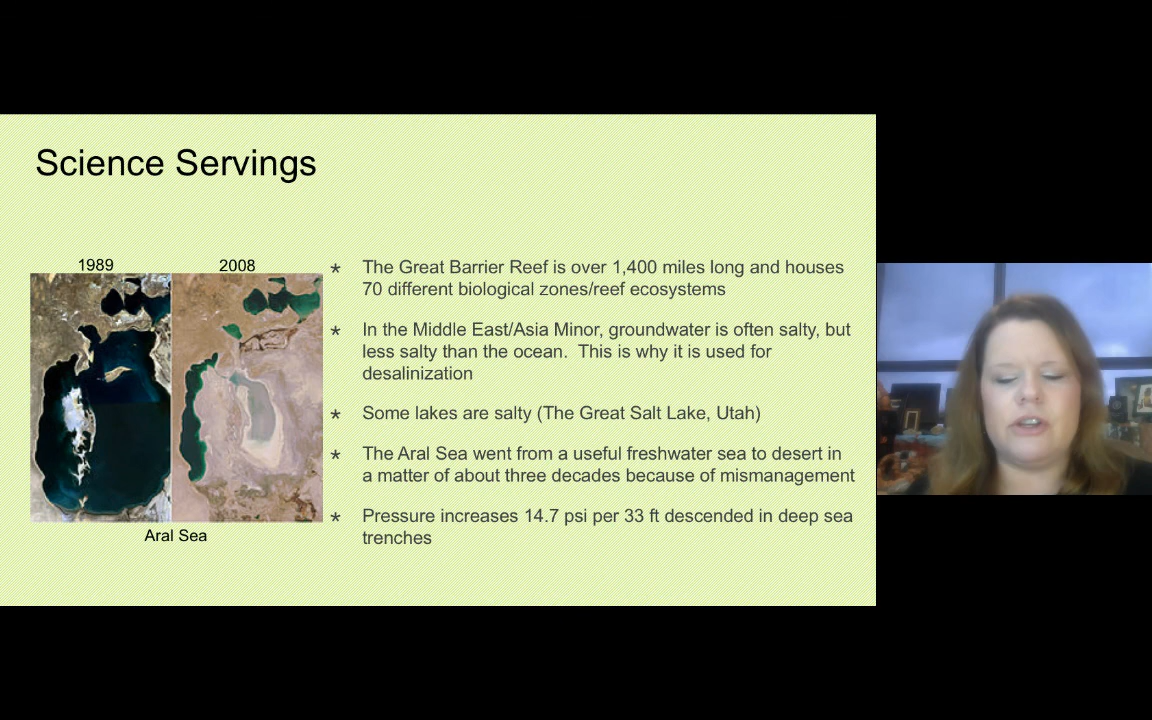 Science Servings
1989
2008
Aral Sea
* The Great Barrier Reef is over 1,400 miles long and houses
70 different biological zones/reef ecosystems
* In the Middle East/Asia Minor, groundwater is often salty, but
less salty than the ocean.  This is why it is used for
desalinization
* Some lakes are salty (The Great Salt Lake, Utah)
* The Aral Sea went from a useful freshwater sea to desert in
a matter of about three decades because of mismanagement
* Pressure increases 14.7 psi per 33 ft descended in deep sea
trenches